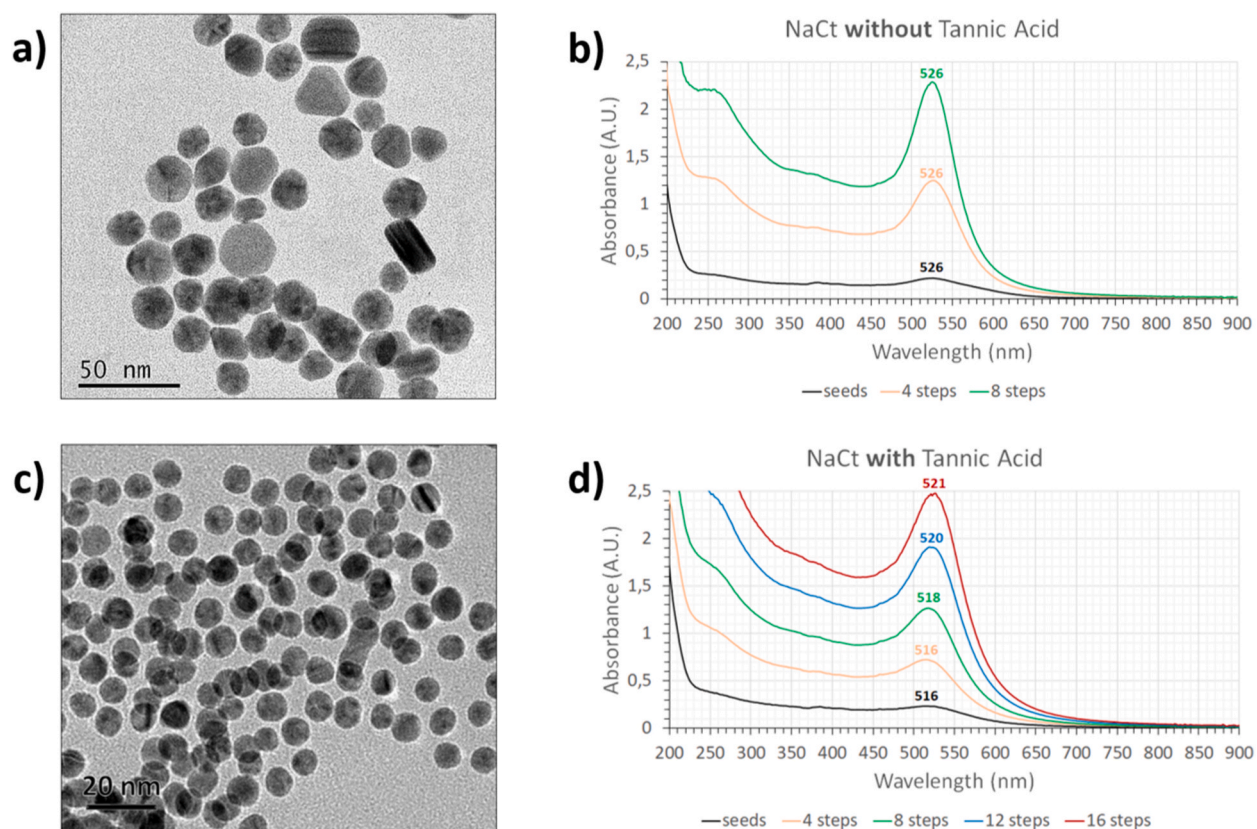 a)
50 nm
b)
NaCt without Tannic Acid
2,5
2
1,5
1
0,5
0
Absorbance (A.U.)
526
526
526
200 250 300 350 400 450 500 550 600 650 700 750 800 850 900
Wavelength (nm)
seeds 4 steps 8 steps
c)
20 nm
d)
NaCt with Tannic Acid
2,5
2
1,5
1
0,5
0
Absorbance (A.U.)
521
520
518
516
516
200 250 300 350 400 450 500 550 600 650 700 750 800 850 900
Wavelength (nm)
seeds 4 steps 8 steps 12 steps 16 steps